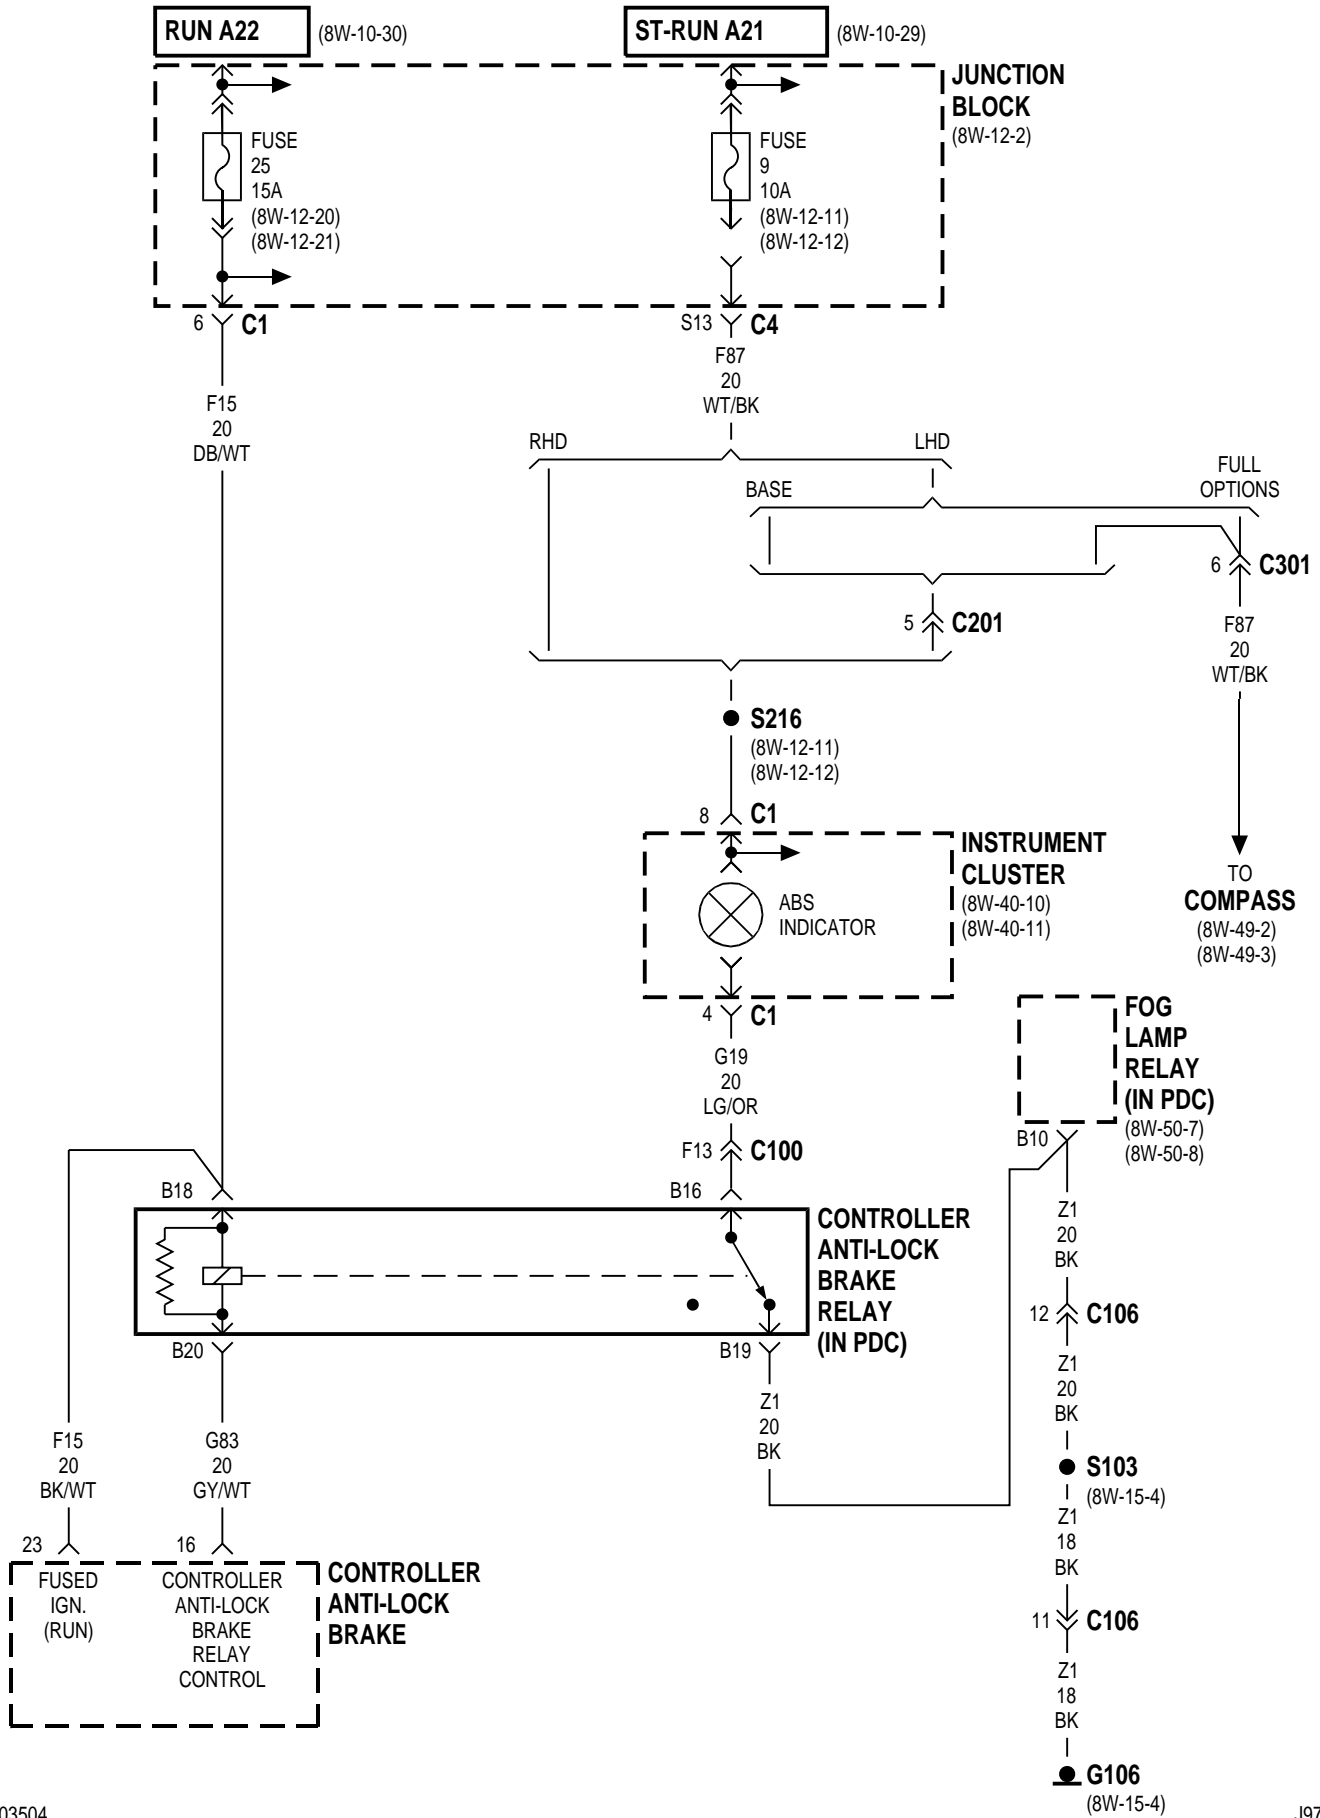 RUN A22 (8W-10-30)
ST-RUN A21 (8W-10-29)
JUNCTION
BLOCK
(8W-12-2)
FUSE
25
15A
(8W-12-20)
(8W-12-21)
FUSE
9
10A
(8W-12-11)
(8W-12-12)
6 C1
S13 C4
F15
20
DB/WT
F87
20
WT/BK
RHD
LHD
BASE
FULL
OPTIONS
6 C301
5 C201
F87
20
WT/BK
S216
(8W-12-11)
(8W-12-12)
8 C1
INSTRUMENT
CLUSTER
(8W-40-10)
(8W-40-11)
ABS
INDICATOR
TO
COMPASS
(8W-49-2)
(8W-49-3)
4 C1
G19
20
LG/OR
F13 C100
FOG
LAMP
RELAY
(IN PDC)
(8W-50-7)
(8W-50-8)
B10
B18
B16
CONTROLLER
ANTI-LOCK
BRAKE
RELAY
(IN PDC)
B20
B19
Z1
20
BK
12 C106
Z1
20
BK
Z1
20
BK
F15
20
BK/WT
G83
20
GY/WT
S103
(8W-15-4)
Z1
18
BK
23
16
FUSED
IGN.
(RUN)
CONTROLLER
ANTI-LOCK
BRAKE
RELAY
CONTROL
CONTROLLER
ANTI-LOCK
BRAKE
11 C106
Z1
18
BK
G106
(8W-15-4)